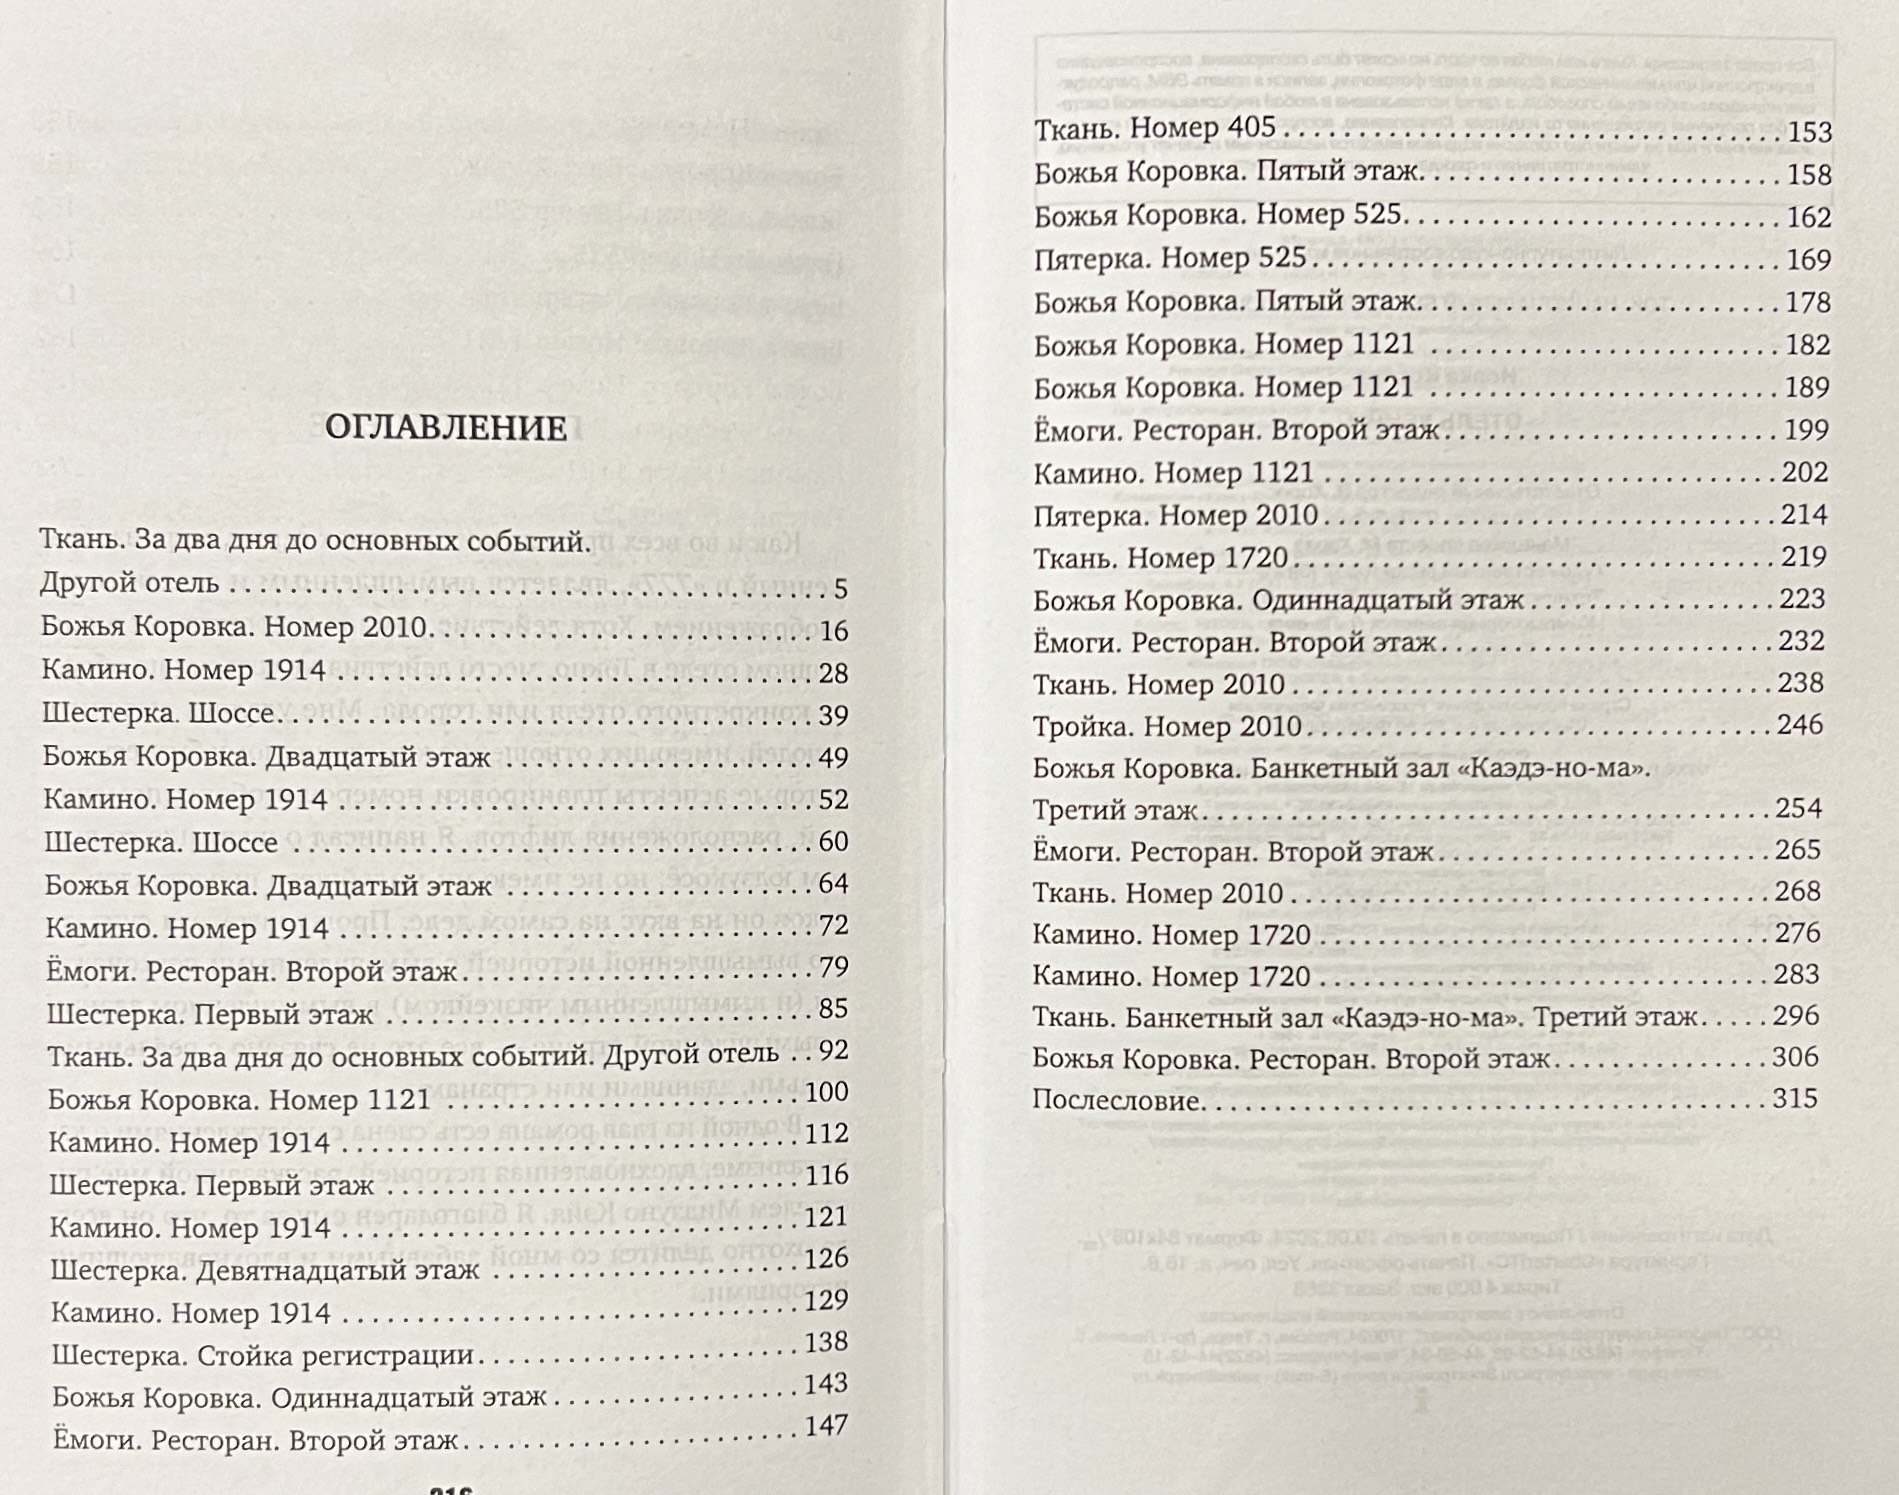 ОГЛАВЛЕНИЕ
Ткань. За два дня до основных событий.
Другой отель . . . . . . . . . . . . . . . . . . . . . . . . . . . . . . . . . . . 5
Божья Коровка. Номер 2010. . . . . . . . . . . . . . . . . . . . . . . 16
Камино. Номер 1914 . . . . . . . . . . . . . . . . . . . . . . . . . . . . 28
Шестерка. Шоссе. . . . . . . . . . . . . . . . . . . . . . . . . . . . . . . . 39
Божья Коровка. Двадцатый этаж . . . . . . . . . . . . . . . . . . . 49
Камино. Номер 1914 . . . . . . . . . . . . . . . . . . . . . . . . . . . . 52
Шестерка. Шоссе . . . . . . . . . . . . . . . . . . . . . . . . . . . . . . . 60
Божья Коровка. Двадцатый этаж . . . . . . . . . . . . . . . . . . . 64
Камино. Номер 1914 . . . . . . . . . . . . . . . . . . . . . . . . . . . . 72
Ёмоги. Ресторан. Второй этаж. . . . . . . . . . . . . . . . . . . . . 79
Шестерка. Первый этаж . . . . . . . . . . . . . . . . . . . . . . . . . 85
Ткань. За два дня до основных событий. Другой отель . . 92
Божья Коровка. Номер 1121 . . . . . . . . . . . . . . . . . . . . . 100
Камино. Номер 1914 . . . . . . . . . . . . . . . . . . . . . . . . . . . 112
Шестерка. Первый этаж . . . . . . . . . . . . . . . . . . . . . . . . 116
Камино. Номер 1914 . . . . . . . . . . . . . . . . . . . . . . . . . . . 121
Шестерка. Девятнадцатый этаж . . . . . . . . . . . . . . . . . . 126
Камино. Номер 1914 . . . . . . . . . . . . . . . . . . . . . . . . . . . 129
Шестерка. Стойка регистрации. . . . . . . . . . . . . . . . . . . 138
Божья Коровка. Одиннадцатый этаж . . . . . . . . . . . . . . 143
Ёмоги. Ресторан. Второй этаж. . . . . . . . . . . . . . . . . . . . 147
Ткань. Номер 405 . . . . . . . . . . . . . . . . . . . . . . . . . . . . . 153
Божья Коровка. Пятый этаж. . . . . . . . . . . . . . . . . . . . . 158
Божья Коровка. Номер 525. . . . . . . . . . . . . . . . . . . . . . 162
Пятерка. Номер 525 . . . . . . . . . . . . . . . . . . . . . . . . . . . 169
Божья Коровка. Пятый этаж. . . . . . . . . . . . . . . . . . . . . 178
Божья Коровка. Номер 1121 . . . . . . . . . . . . . . . . . . . . . 182
Божья Коровка. Номер 1121 . . . . . . . . . . . . . . . . . . . . . 189
Ёмоги. Ресторан. Второй этаж. . . . . . . . . . . . . . . . . . . . 199
Камино. Номер 1121 . . . . . . . . . . . . . . . . . . . . . . . . . . . 202
Пятерка. Номер 2010 . . . . . . . . . . . . . . . . . . . . . . . . . . 214
Ткань. Номер 1720 . . . . . . . . . . . . . . . . . . . . . . . . . . . . 219
Божья Коровка. Одиннадцатый этаж . . . . . . . . . . . . . . 223
Ёмоги. Ресторан. Второй этаж. . . . . . . . . . . . . . . . . . . . 232
Ткань. Номер 2010 . . . . . . . . . . . . . . . . . . . . . . . . . . . . 238
Тройка. Номер 2010 . . . . . . . . . . . . . . . . . . . . . . . . . . . 246
Божья Коровка. Банкетный зал «Каэдэ-но-ма».
Третий этаж. . . . . . . . . . . . . . . . . . . . . . . . . . . . . . . . . . 254
Ёмоги. Ресторан. Второй этаж. . . . . . . . . . . . . . . . . . . . 265
Ткань. Номер 2010 . . . . . . . . . . . . . . . . . . . . . . . . . . . . 268
Камино. Номер 1720 . . . . . . . . . . . . . . . . . . . . . . . . . . . 276
Камино. Номер 1720 . . . . . . . . . . . . . . . . . . . . . . . . . . . 283
Ткань. Банкетный зал «Каэдэ-но-ма». Третий этаж. . . . . 296
Божья Коровка. Ресторан. Второй этаж. . . . . . . . . . . . . 306
Послесловие. . . . . . . . . . . . . . . . . . . . . . . . . . . . . . . . . . 315